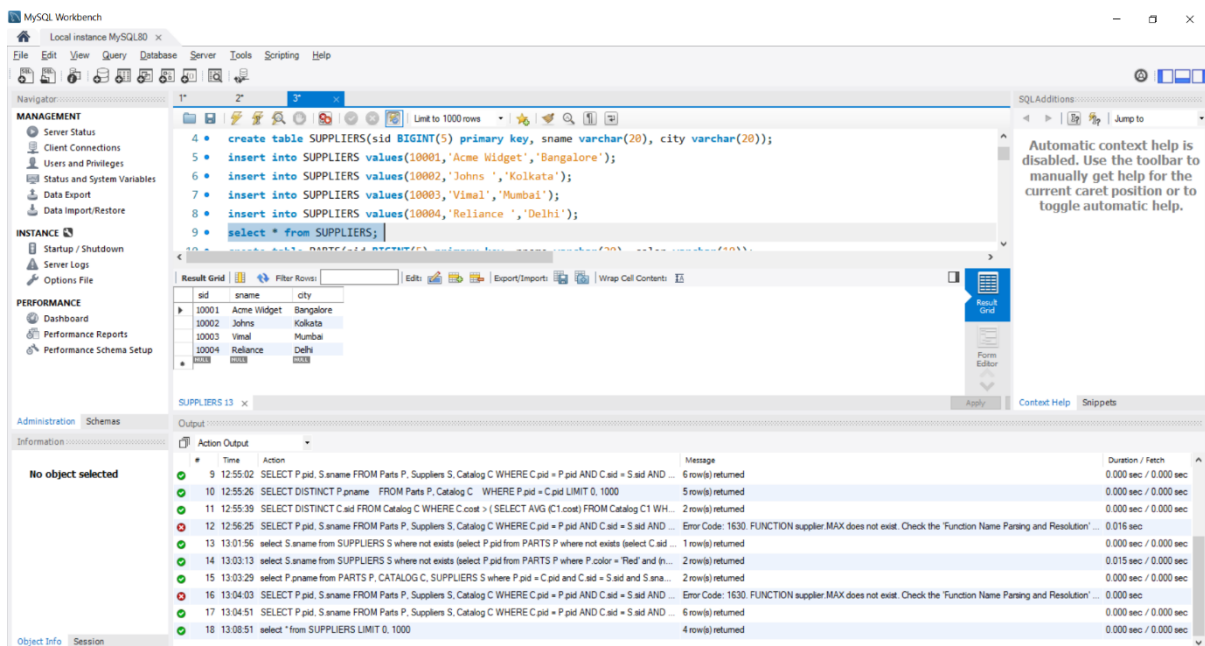 MySQL Workbench
Local instance MySQL80
File Edit View Query Database Server Tools Scripting Help
Navigator
MANAGEMENT
Server Status
Client Connections
Users and Privileges
Status and System Variables
Data Export
Data Import/Restore
INSTANCE
Startup / Shutdown
Server Logs
Options File
PERFORMANCE
Dashboard
Performance Reports
Performance Schema Setup
Administration Schemas
Information
No object selected
Object Info Session
1* 2* 3*
Limit to 1000 rows
4 create table SUPPLIERS(sid BIGINT(5) primary key, sname varchar(20), city varchar(20));
5 insert into SUPPLIERS values(10001,'Acme Widget','Bangalore');
6 insert into SUPPLIERS values(10002,'Johns ','Kolkata');
7 insert into SUPPLIERS values(10003,'Vimal','Mumbai');
8 insert into SUPPLIERS values(10004,'Reliance ','Delhi');
9 select * from SUPPLIERS;
Result Grid Filter Rows: Edit: Export/Import: Wrap Cell Content:
sid sname city
10001 Acme Widget Bangalore
10002 Johns Kolkata
10003 Vimal Mumbai
10004 Reliance Delhi
NULL NULL NULL
Result Grid
Form Editor
SUPPLIERS 13
Apply
SQLAdditions
Jump to
Automatic context help is
disabled. Use the toolbar to
manually get help for the
current caret position or to
toggle automatic help.
Context Help Snippets
Output
Action Output
# Time Action Message Duration / Fetch
9 12:55:02 SELECT P.pid, S.sname FROM Parts P, Suppliers S, Catalog C WHERE C.pid = P.pid AND C.sid = S.sid AND ... 6 row(s) returned 0.000 sec / 0.000 sec
10 12:55:26 SELECT DISTINCT P.pname FROM Parts P, Catalog C WHERE P.pid = C.pid LIMIT 0, 1000 5 row(s) returned 0.000 sec / 0.000 sec
11 12:55:39 SELECT DISTINCT C.sid FROM Catalog C WHERE C.cost > ( SELECT AVG (C1.cost) FROM Catalog C1 WH... 2 row(s) returned 0.000 sec / 0.000 sec
12 12:56:25 SELECT P.pid, S.sname FROM Parts P, Suppliers S, Catalog C WHERE C.pid = P.pid AND C.sid = S.sid AND ... Error Code: 1630. FUNCTION supplier.MAX does not exist. Check the 'Function Name Parsing and Resolution' ... 0.016 sec
13 13:01:56 select S.sname from SUPPLIERS S where not exists (select P.pid from PARTS P where not exists (select C.sid ... 1 row(s) returned 0.000 sec / 0.000 sec
14 13:03:13 select S.sname from SUPPLIERS S where not exists (select P.pid from PARTS P where P.color = 'Red' and (n... 2 row(s) returned 0.015 sec / 0.000 sec
15 13:03:29 select P.pname from PARTS P, CATALOG C, SUPPLIERS S where P.pid = C.pid and C.sid = S.sid and S.sna... 2 row(s) returned 0.000 sec / 0.000 sec
16 13:04:03 SELECT P.pid, S.sname FROM Parts P, Suppliers S, Catalog C WHERE C.pid = P.pid AND C.sid = S.sid AND ... Error Code: 1630. FUNCTION supplier.MAX does not exist. Check the 'Function Name Parsing and Resolution' ... 0.000 sec
17 13:04:51 SELECT P.pid, S.sname FROM Parts P, Suppliers S, Catalog C WHERE C.pid = P.pid AND C.sid = S.sid AND ... 6 row(s) returned 0.000 sec / 0.000 sec
18 13:08:51 select * from SUPPLIERS LIMIT 0, 1000 4 row(s) returned 0.000 sec / 0.000 sec